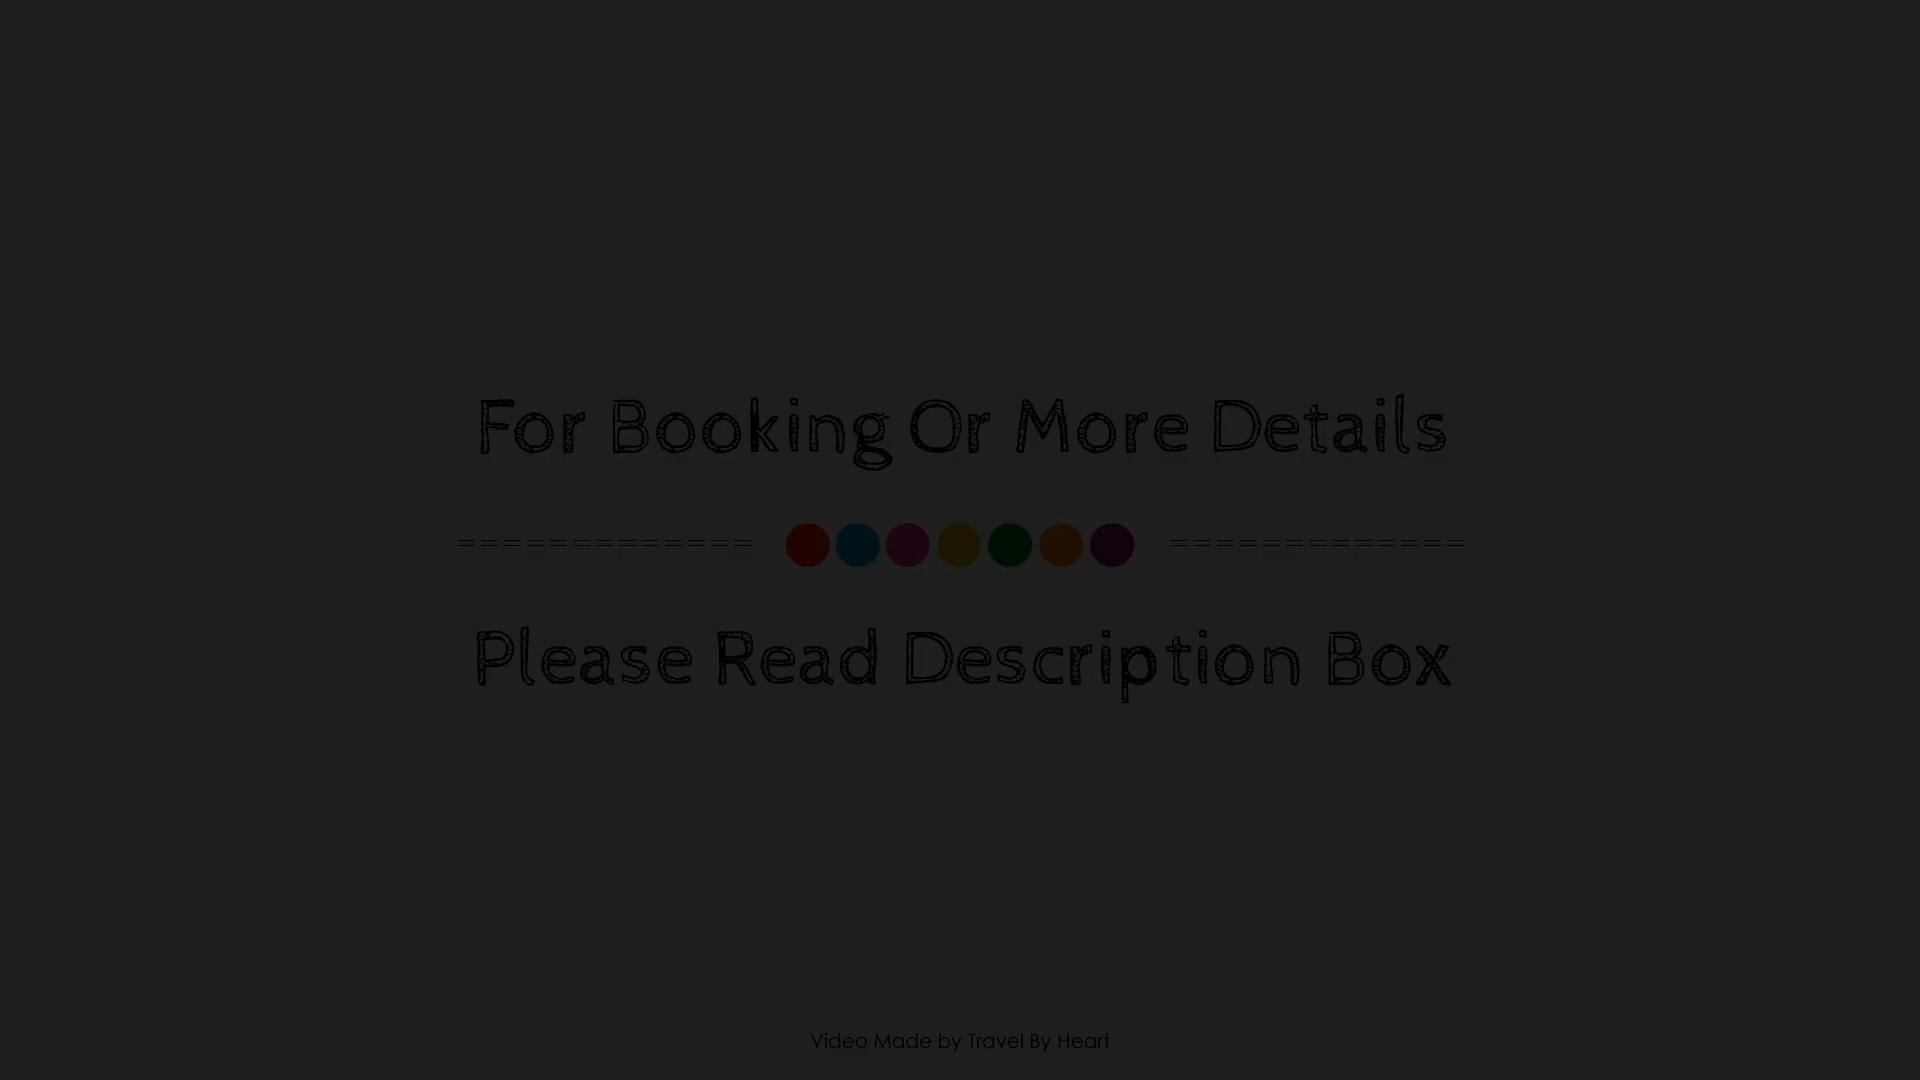 For Booking Or More Details
============= =============
Please Read Description Box
Video Made by Travel By Heart